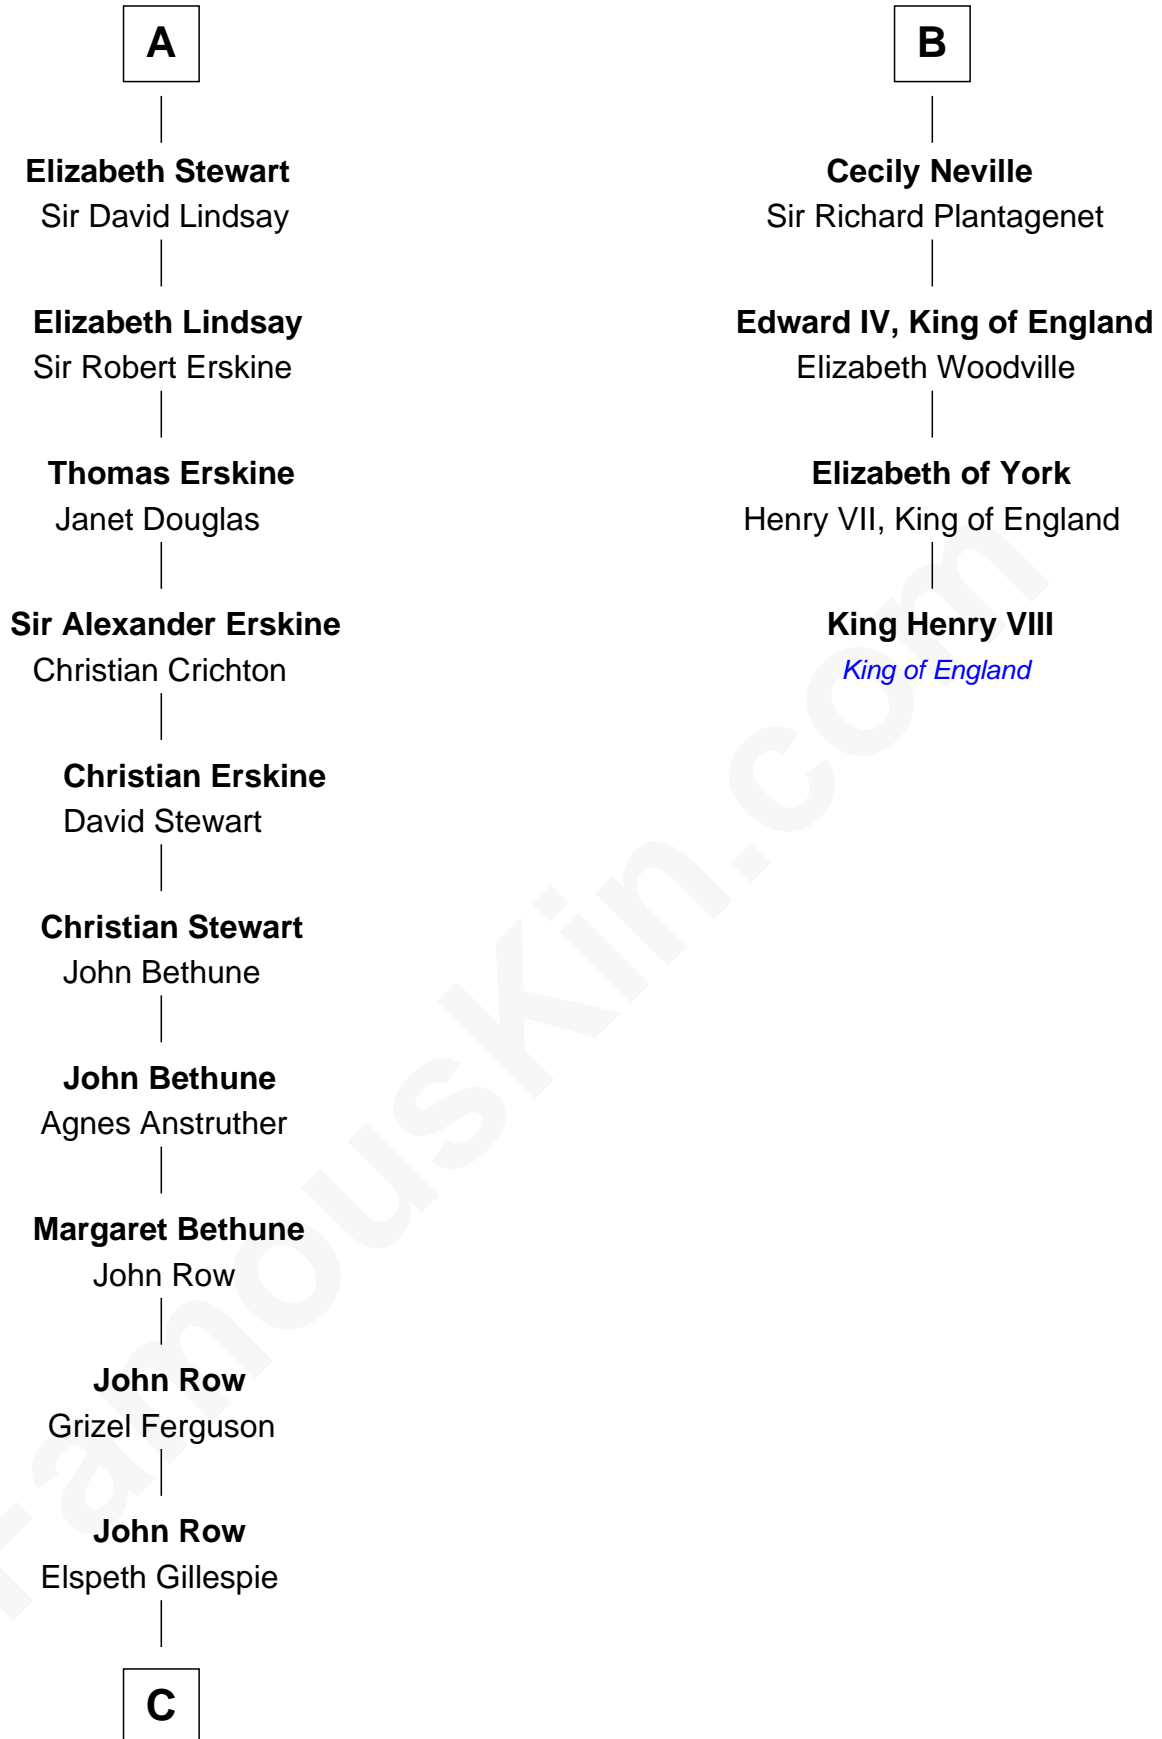 A
Elizabeth Stewart
Sir David Lindsay
Elizabeth Lindsay
Sir Robert Erskine
Thomas Erskine
Janet Douglas
Sir Alexander Erskine
Christian Crichton
Christian Erskine
David Stewart
Christian Stewart
John Bethune
John Bethune
Agnes Anstruther
Margaret Bethune
John Row
John Row
Grizel Ferguson
John Row
Elspeth Gillespie
C
B
Cecily Neville
Sir Richard Plantagenet
Edward IV, King of England
Elizabeth Woodville
Elizabeth of York
Henry VII, King of England
King Henry VIII
King of England
FamousKin.com